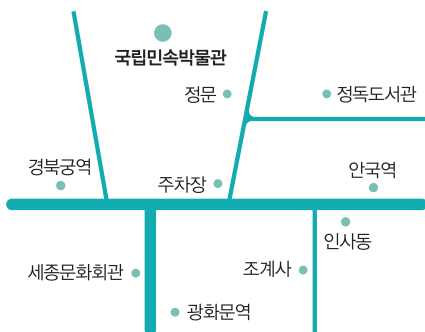 국립민속박물관
정문
정독도서관
경북궁역
주차장
안국역
인사동
세종문화회관
조계사
광화문역